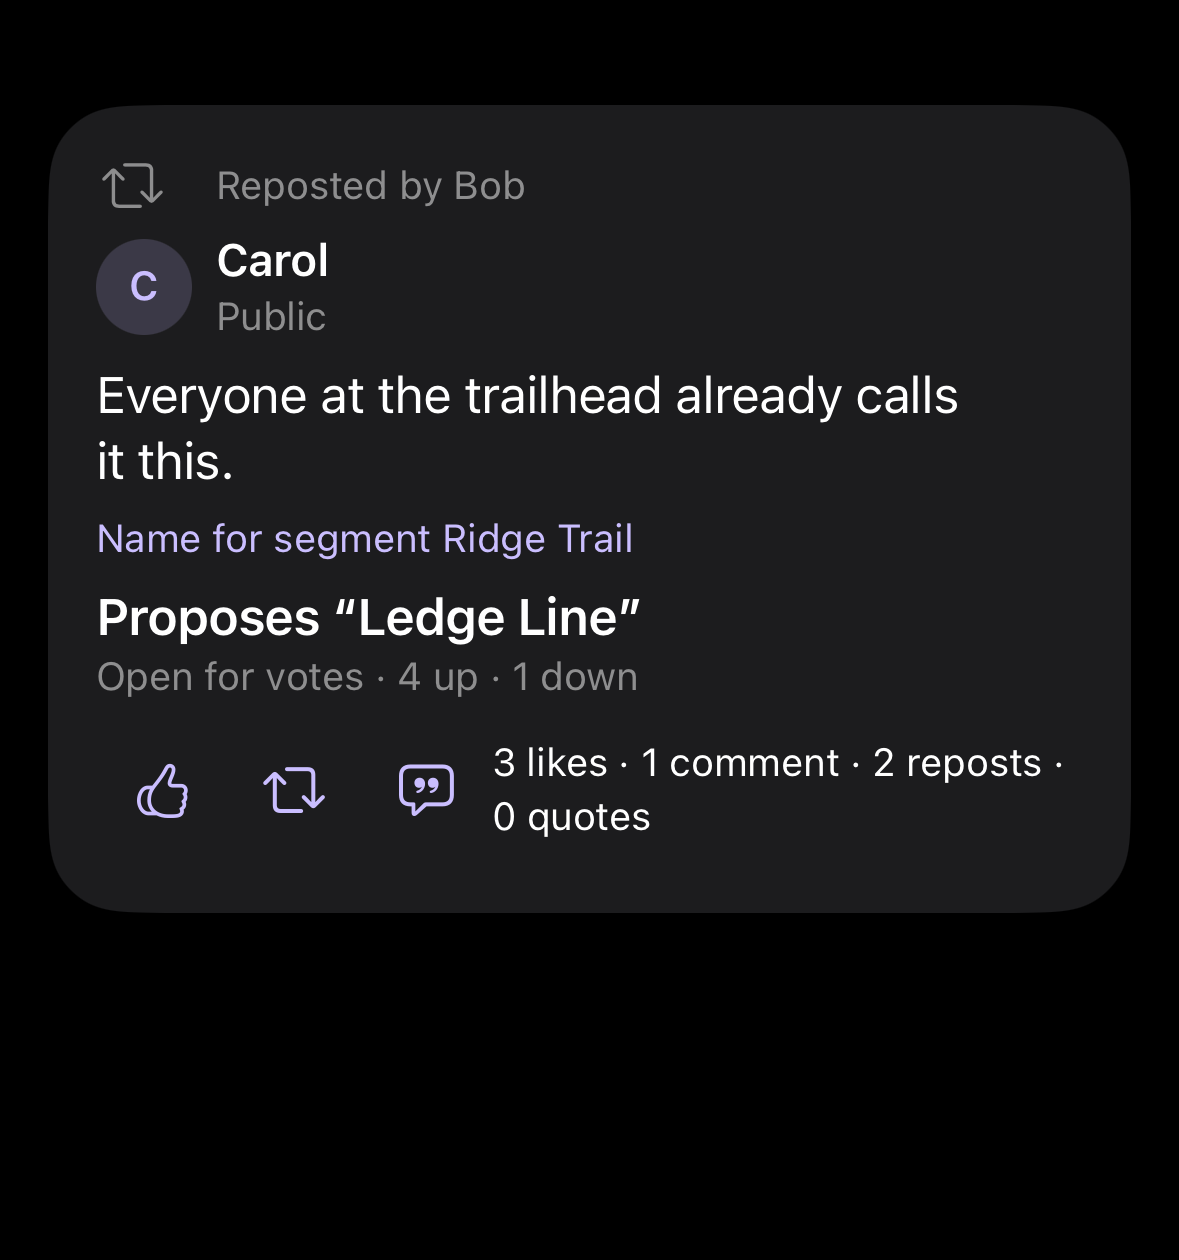 Reposted by Bob
C
Carol
Public
Everyone at the trailhead already calls
it this.
Name for segment Ridge Trail
Proposes “Ledge Line”
Open for votes · 4 up · 1 down
3 likes · 1 comment · 2 reposts ·
0 quotes